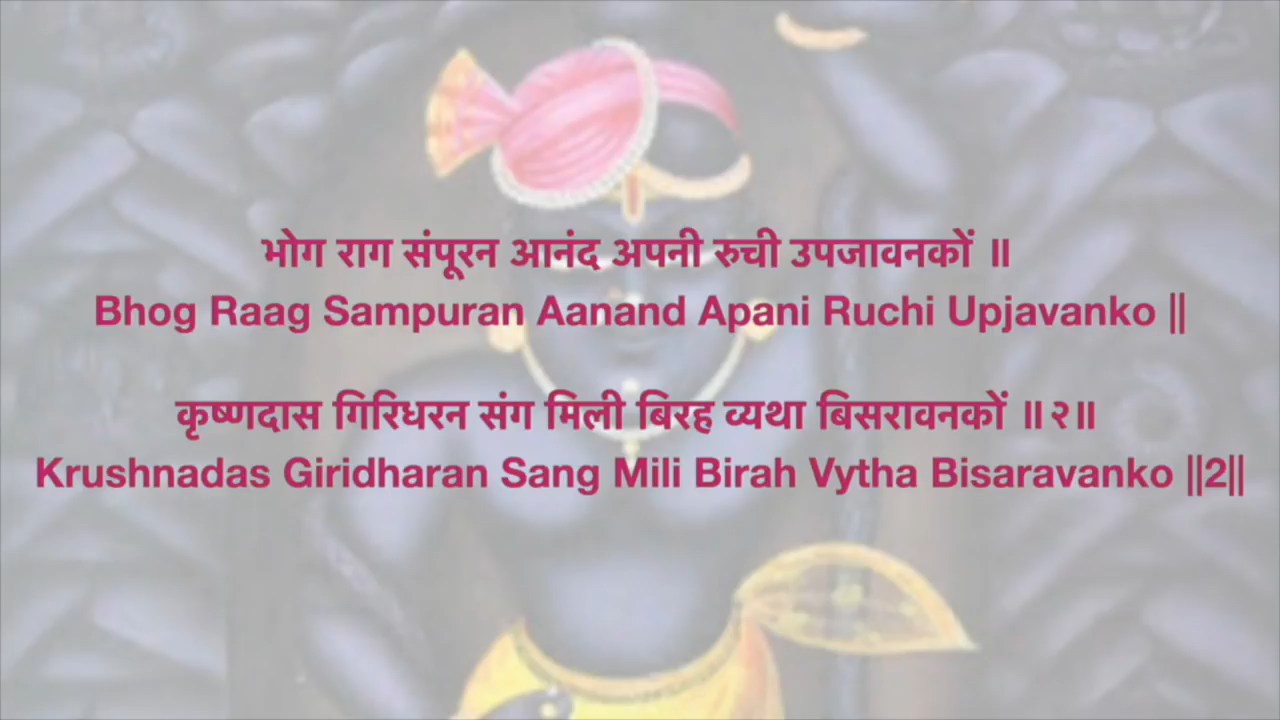 भोग राग संपूरन आनंद अपनी रुची उपजावनकों ॥
Bhog Raag Sampuran Aanand Apani Ruchi Upjavanko ||
कृष्णदास गिरिधरन संग मिली बिरह व्यथा बिसरावनकों ॥२॥
Krushnadas Giridharan Sang Mili Birah Vytha Bisaravanko ||2||